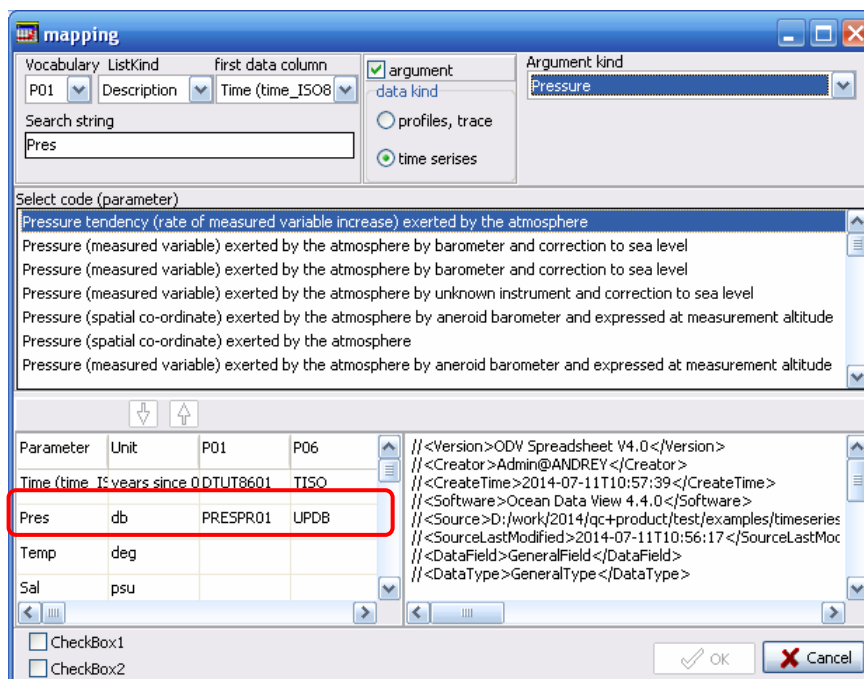 mapping
Vocabulary ListKind first data column
P01 Description Time (time_ISO8
Search string
Pres
argument
data kind
profiles, trace
time serises
Argument kind
Pressure
Select code (parameter)
Pressure tendency (rate of measured variable increase) exerted by the atmosphere
Pressure (measured variable) exerted by the atmosphere by barometer and correction to sea level
Pressure (measured variable) exerted by the atmosphere by barometer and correction to sea level
Pressure (measured variable) exerted by the atmosphere by unknown instrument and correction to sea level
Pressure (spatial co-ordinate) exerted by the atmosphere by aneroid barometer and expressed at measurement altitude
Pressure (spatial co-ordinate) exerted by the atmosphere
Pressure (measured variable) exerted by the atmosphere by aneroid barometer and expressed at measurement altitude
Parameter Unit P01 P06
Time (time_IS years since 0 DTUT8601 TISO
Pres db PRESPR01 UPDB
Temp deg
Sal psu
//<Version>ODV Spreadsheet V4.0</Version>
//<Creator>Admin@ANDREY</Creator>
//<CreateTime>2014-07-11T10:57:39</CreateTime>
//<Software>Ocean Data View 4.4.0</Software>
//<Source>D:/work/2014/qc+product/test/examples/timeseries
//<SourceLastModified>2014-07-11T10:56:17</SourceLastMoc
//<DataField>GeneralField</DataField>
//<DataType>GeneralType</DataType>
CheckBox1
CheckBox2
OK Cancel